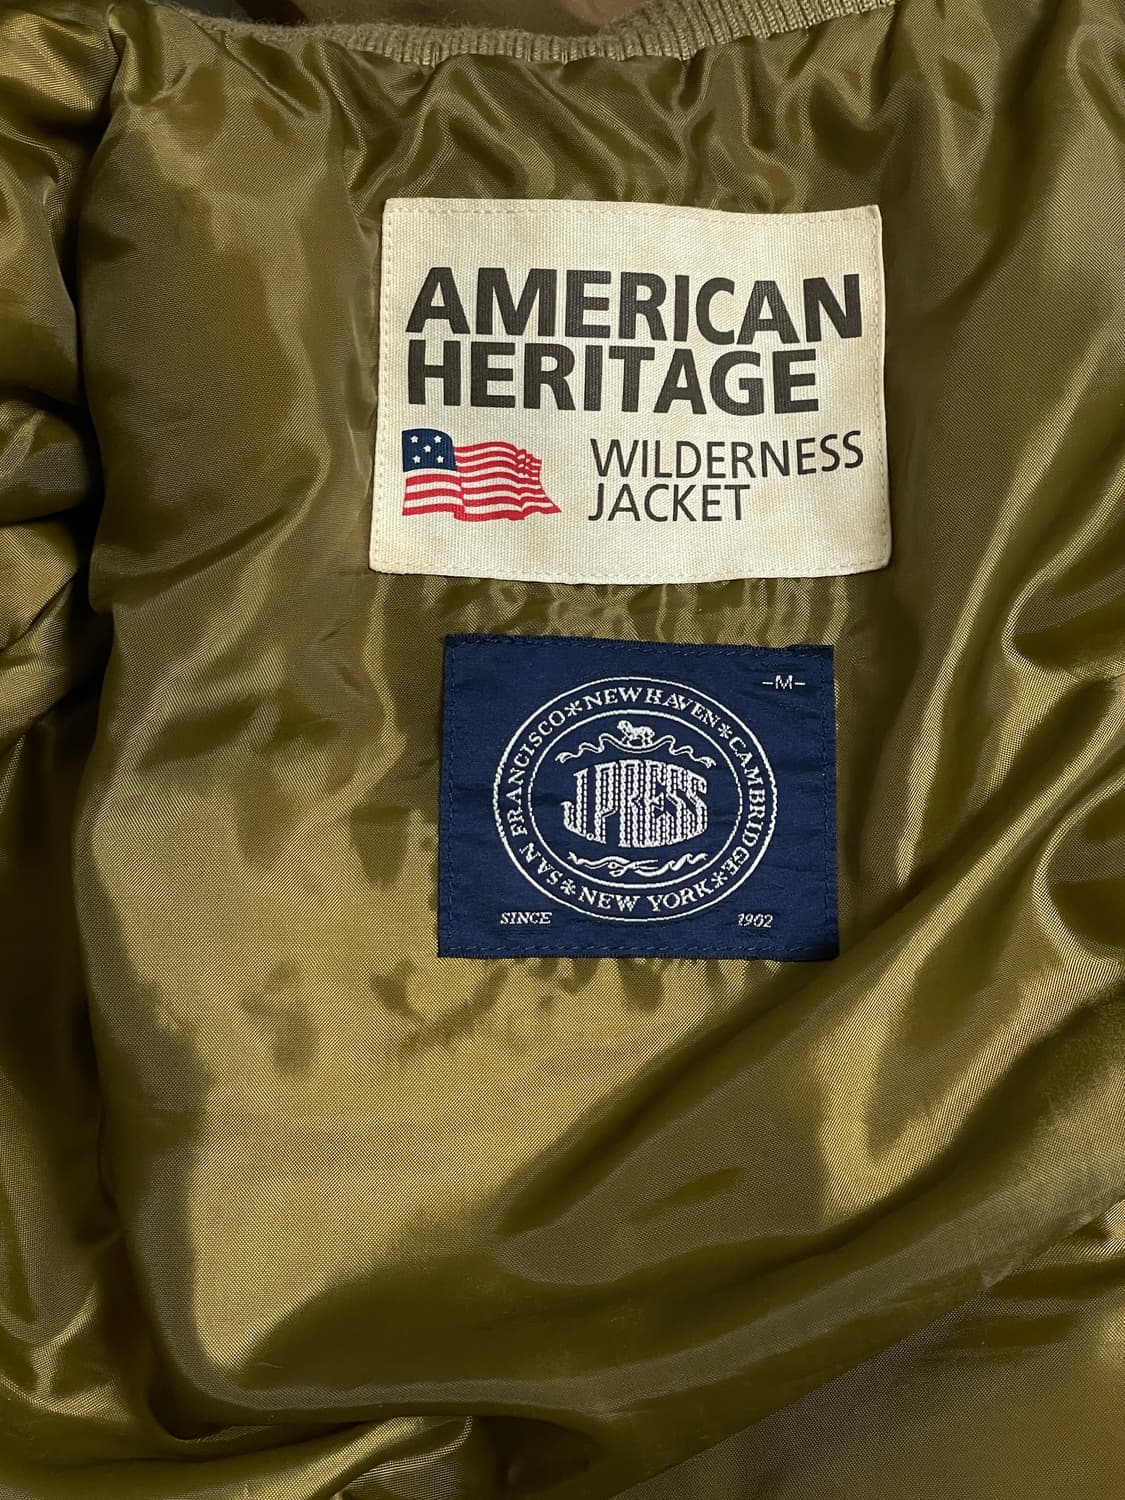 AMERICAN
HERITAGE
WILDERNESS
JACKET
-M-
SAN FRANCISCO*NEW HAVEN*CAMBRIDGE*NEW YORK*
J.PRESS
SINCE 1902